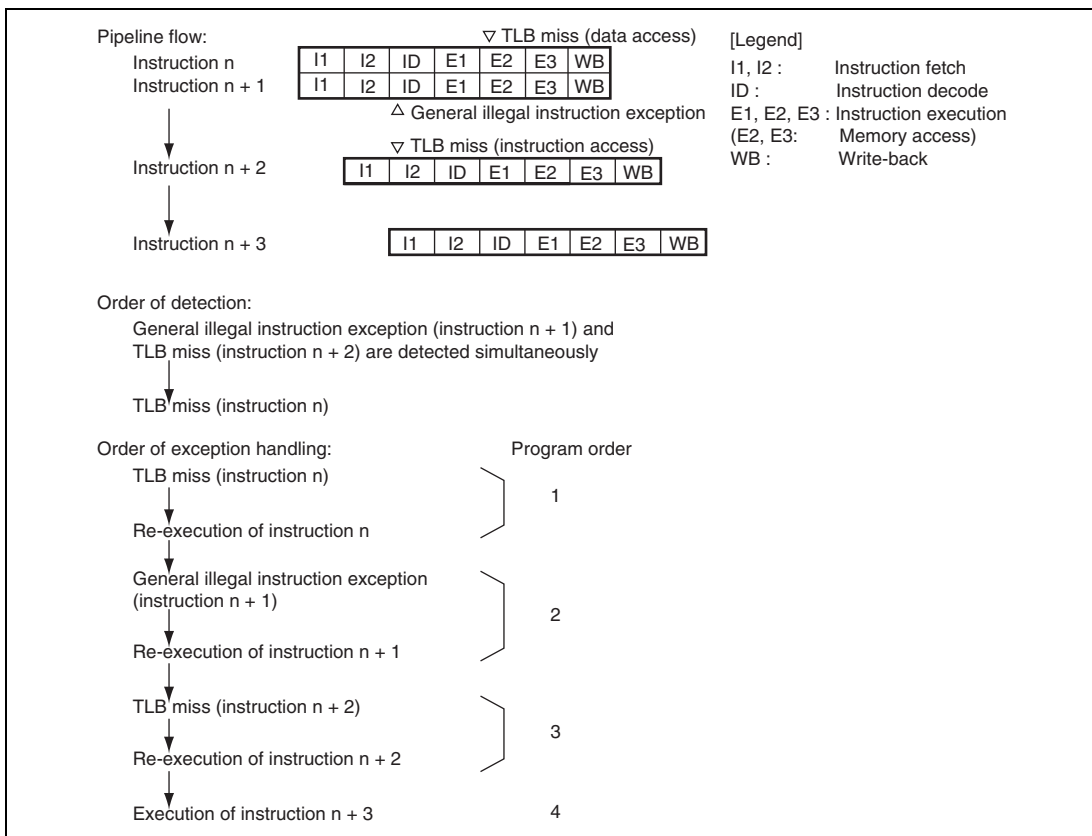 Pipeline flow:
▽ TLB miss (data access)
Instruction n
I1 I2 ID E1 E2 E3 WB
Instruction n + 1
I1 I2 ID E1 E2 E3 WB
△ General illegal instruction exception
▽ TLB miss (instruction access)
Instruction n + 2
I1 I2 ID E1 E2 E3 WB
Instruction n + 3
I1 I2 ID E1 E2 E3 WB
[Legend]
I1, I2 : Instruction fetch
ID : Instruction decode
E1, E2, E3 : Instruction execution
(E2, E3: Memory access)
WB : Write-back
Order of detection:
General illegal instruction exception (instruction n + 1) and
TLB miss (instruction n + 2) are detected simultaneously
TLB miss (instruction n)
Order of exception handling:
Program order
TLB miss (instruction n)
1
Re-execution of instruction n
General illegal instruction exception
(instruction n + 1)
2
Re-execution of instruction n + 1
TLB miss (instruction n + 2)
3
Re-execution of instruction n + 2
Execution of instruction n + 3
4